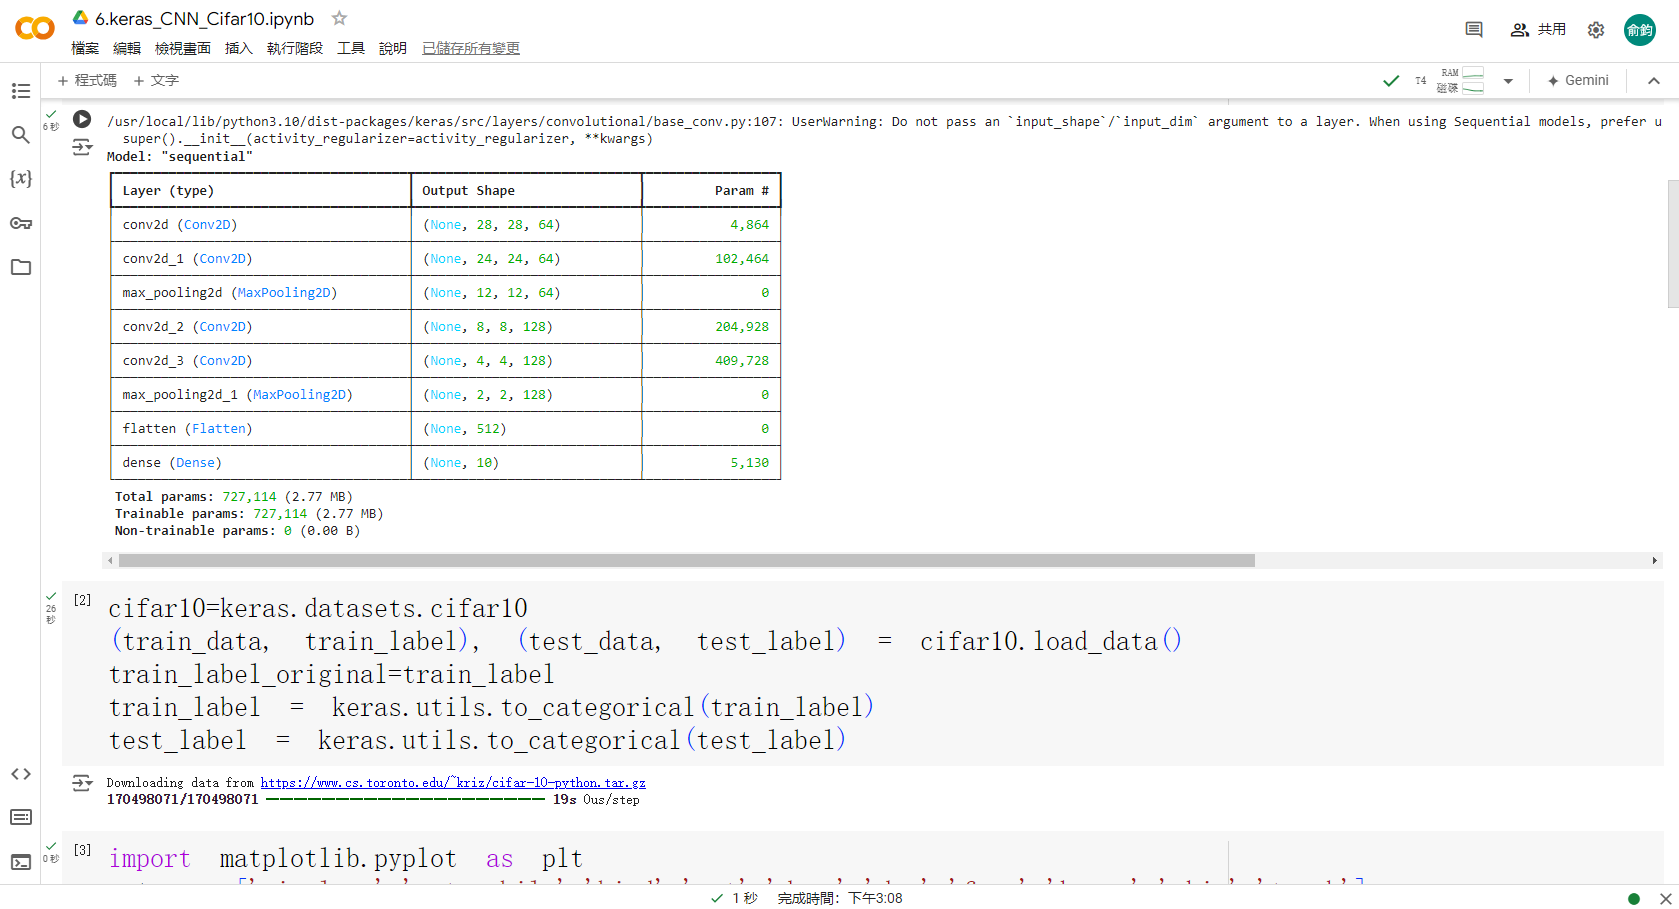 6.keras_CNN_Cifar10.ipynb
檔案 編輯 檢視畫面 插入 執行階段 工具 說明 已儲存所有變更
共用
俞鈞
+ 程式碼 + 文字
T4 RAM 磁碟 Gemini
6 秒
/usr/local/lib/python3.10/dist-packages/keras/src/layers/convolutional/base_conv.py:107: UserWarning: Do not pass an `input_shape`/`input_dim` argument to a layer. When using Sequential models, prefer u
super().__init__(activity_regularizer=activity_regularizer, **kwargs)
Model: "sequential"
Layer (type) Output Shape Param #
conv2d (Conv2D) (None, 28, 28, 64) 4,864
conv2d_1 (Conv2D) (None, 24, 24, 64) 102,464
max_pooling2d (MaxPooling2D) (None, 12, 12, 64) 0
conv2d_2 (Conv2D) (None, 8, 8, 128) 204,928
conv2d_3 (Conv2D) (None, 4, 4, 128) 409,728
max_pooling2d_1 (MaxPooling2D) (None, 2, 2, 128) 0
flatten (Flatten) (None, 512) 0
dense (Dense) (None, 10) 5,130
Total params: 727,114 (2.77 MB)
Trainable params: 727,114 (2.77 MB)
Non-trainable params: 0 (0.00 B)
26 秒
[2]
cifar10=keras.datasets.cifar10
(train_data, train_label), (test_data, test_label) = cifar10.load_data()
train_label_original=train_label
train_label = keras.utils.to_categorical(train_label)
test_label = keras.utils.to_categorical(test_label)
Downloading data from https://www.cs.toronto.edu/~kriz/cifar-10-python.tar.gz
170498071/170498071 ━━━━━━━━━━━━━━━━━━━━ 19s 0us/step
0 秒
[3]
import matplotlib.pyplot as plt
1 秒 完成時間：下午3:08